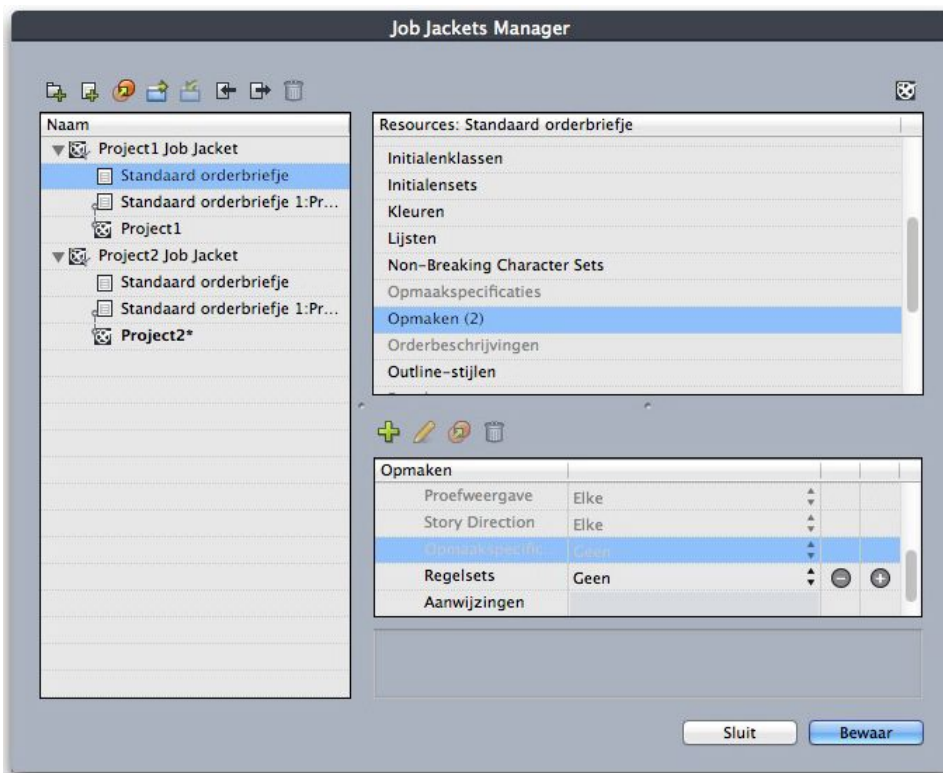 Job Jackets Manager
Naam
Project1 Job Jacket
Standaard orderbriefje
Standaard orderbriefje 1:Pr...
Project1
Project2 Job Jacket
Standaard orderbriefje
Standaard orderbriefje 1:Pr...
Project2*
Resources: Standaard orderbriefje
Initialenklassen
Initialensets
Kleuren
Lijsten
Non-Breaking Character Sets
Opmaakspecificaties
Opmaken (2)
Orderbeschrijvingen
Outline-stijlen
Opmaken
Proefweergave Elke
Story Direction Elke
Opmaakspecific... Geen
Regelsets Geen
Aanwijzingen
Sluit Bewaar